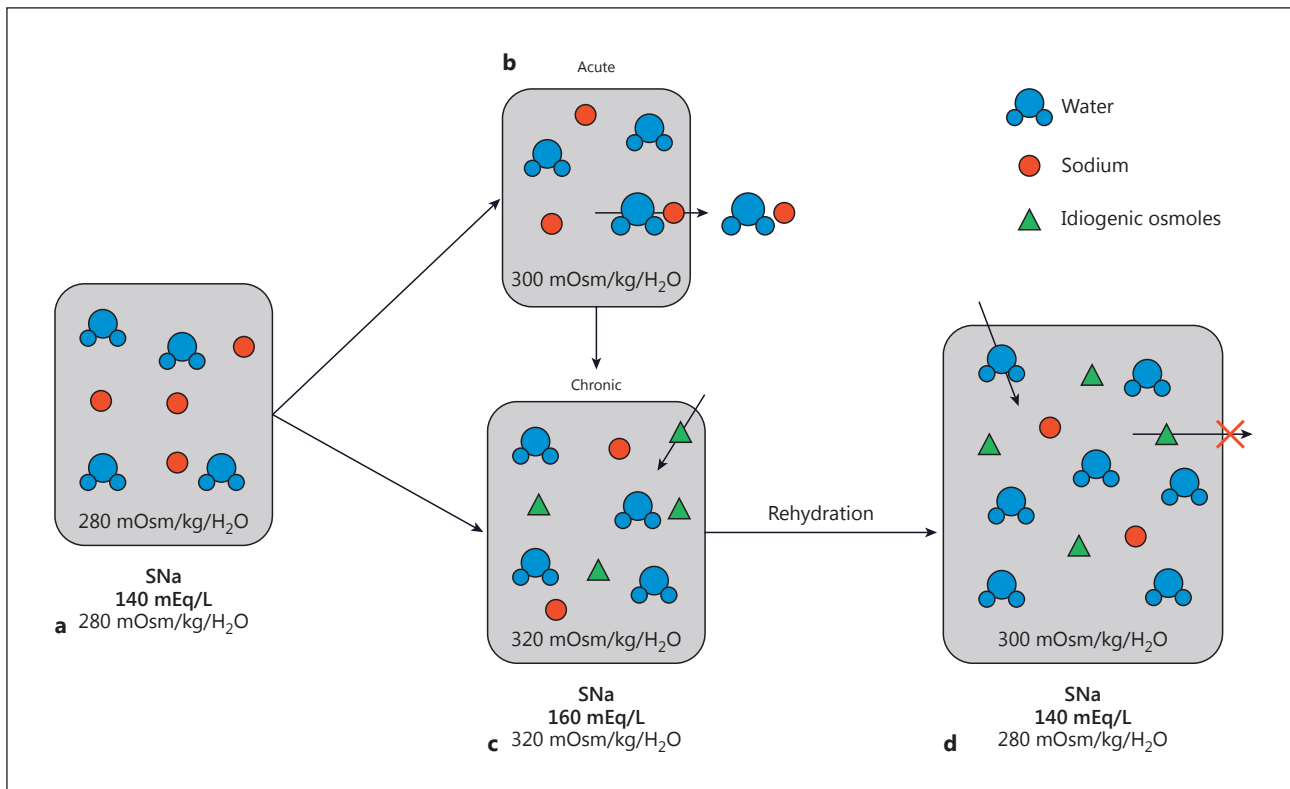 b
Acute
300 mOsm/kg/H₂O
Water
Sodium
Idiogenic osmoles
280 mOsm/kg/H₂O
SNa
140 mEq/L
a 280 mOsm/kg/H₂O
Chronic
320 mOsm/kg/H₂O
SNa
160 mEq/L
c 320 mOsm/kg/H₂O
Rehydration
300 mOsm/kg/H₂O
SNa
140 mEq/L
d 280 mOsm/kg/H₂O